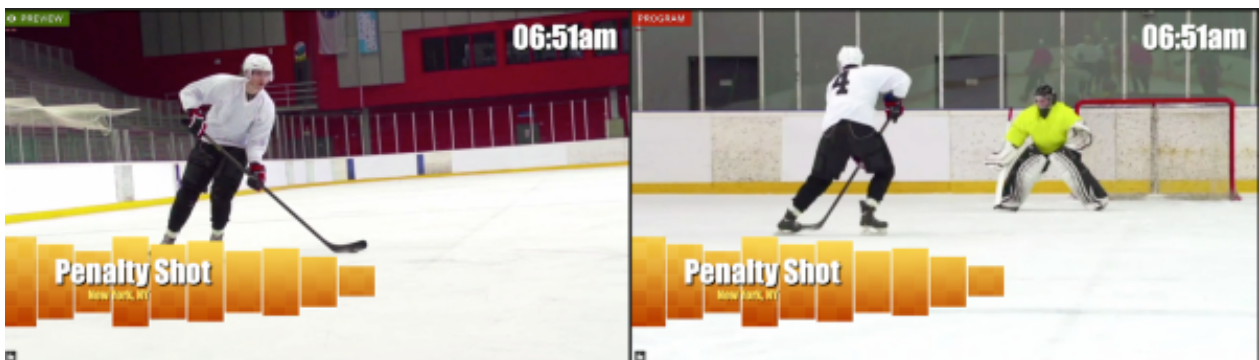 PREVIEW
06:51am
Penalty Shot
New York, NY
PROGRAM
06:51am
4
Penalty Shot
New York, NY